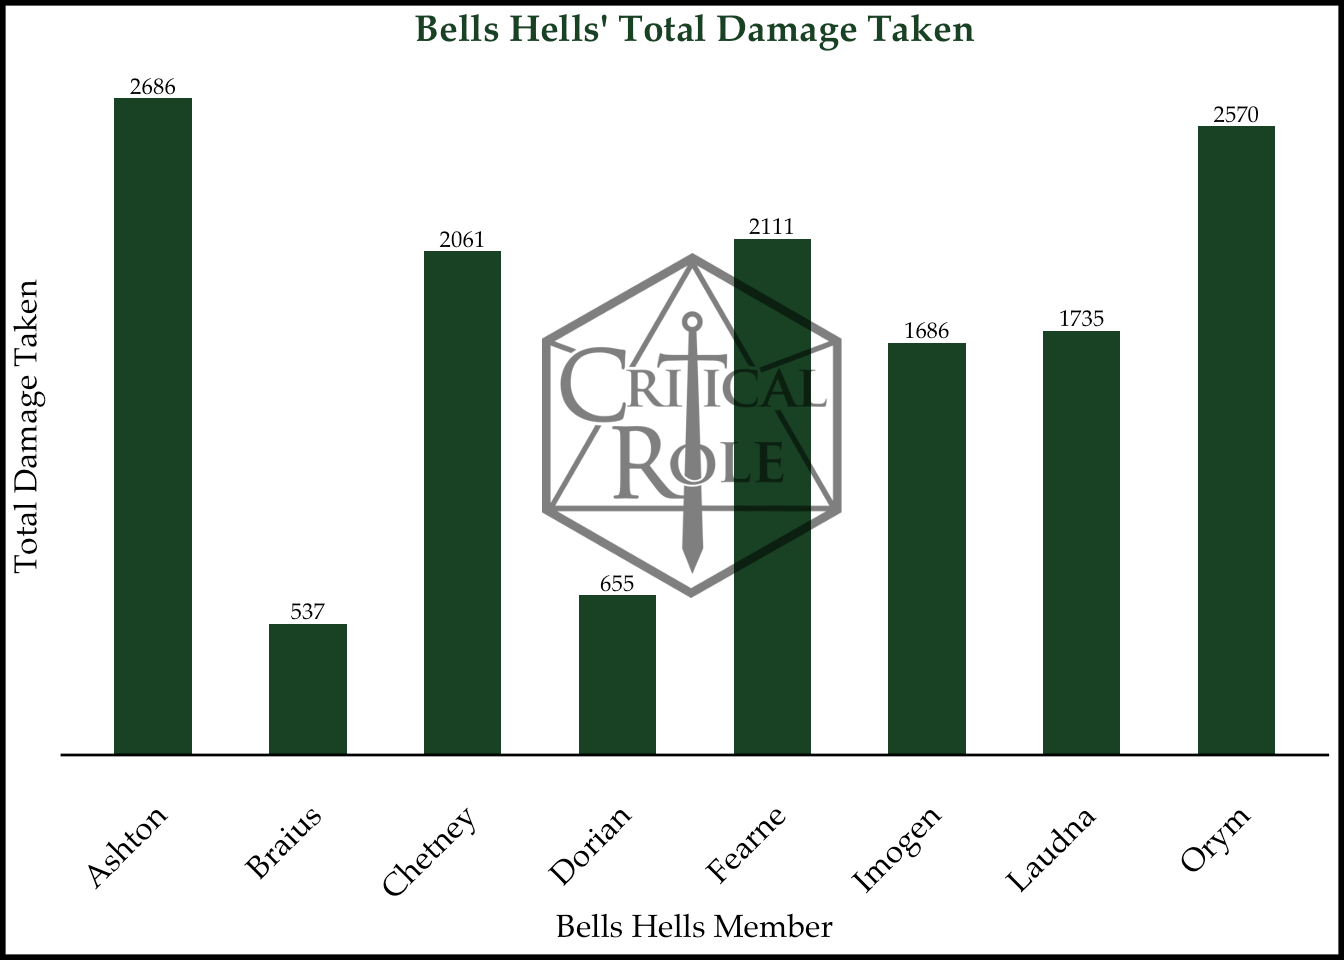 Bells Hells' Total Damage Taken
2686
537
2061
655
2111
1686
1735
2570
Total Damage Taken
CRITICAL
ROLE
Ashton
Braius
Chetney
Dorian
Fearne
Imogen
Laudna
Orym
Bells Hells Member